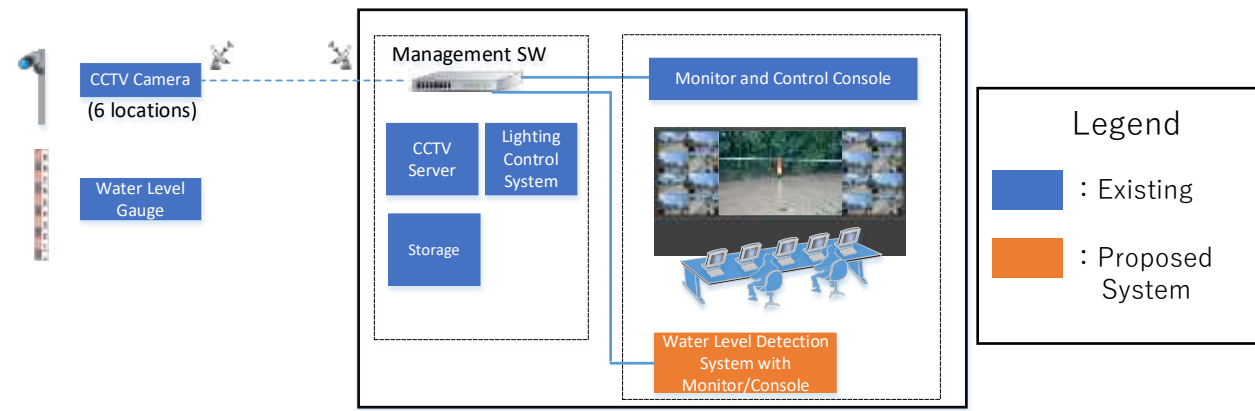 Management SW
CCTV Camera
(6 locations)
Water Level
Gauge
CCTV
Server
Lighting
Control
System
Storage
Monitor and Control Console
Water Level Detection
System with
Monitor/Console
Legend
: Existing
: Proposed
System